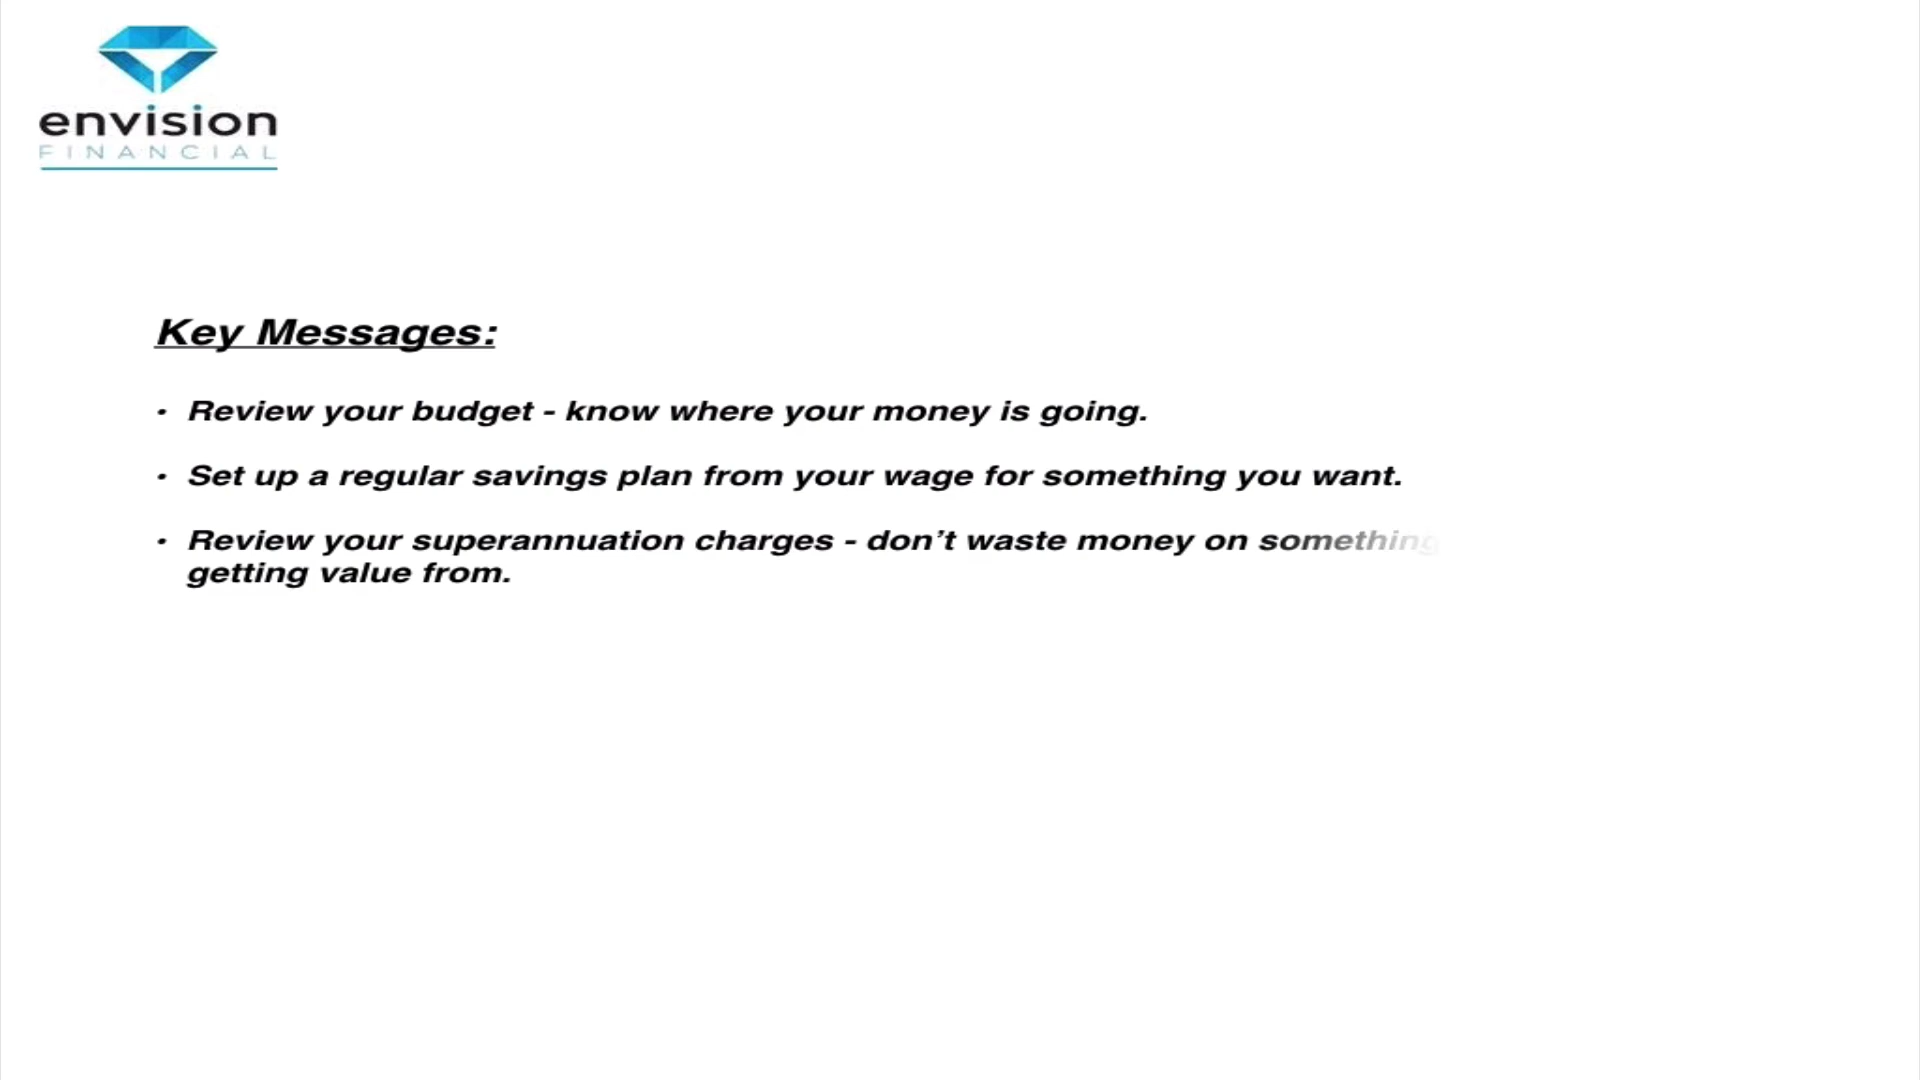 envision
FINANCIAL
Key Messages:
• Review your budget - know where your money is going.
• Set up a regular savings plan from your wage for something you want.
• Review your superannuation charges - don’t waste money on something
getting value from.